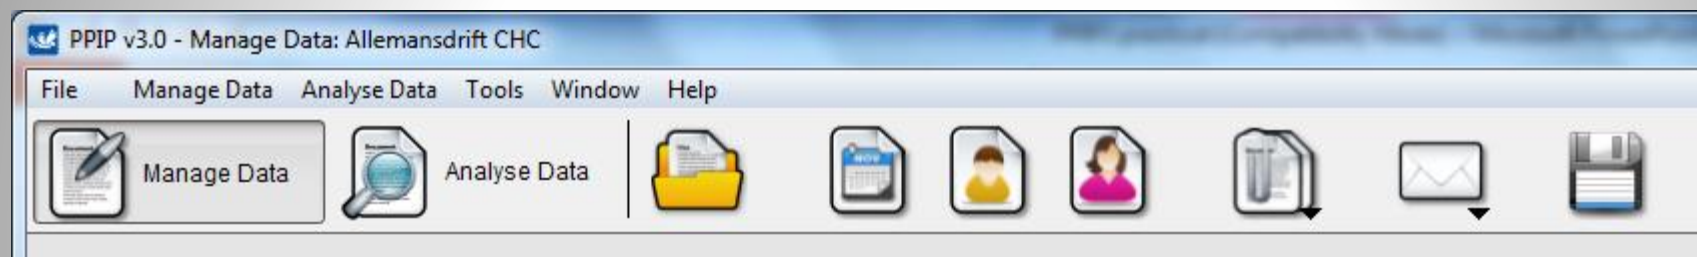 PPIP v3.0 - Manage Data: Allemansdrift CHC
File Manage Data Analyse Data Tools Window Help
Manage Data Analyse Data
NOV